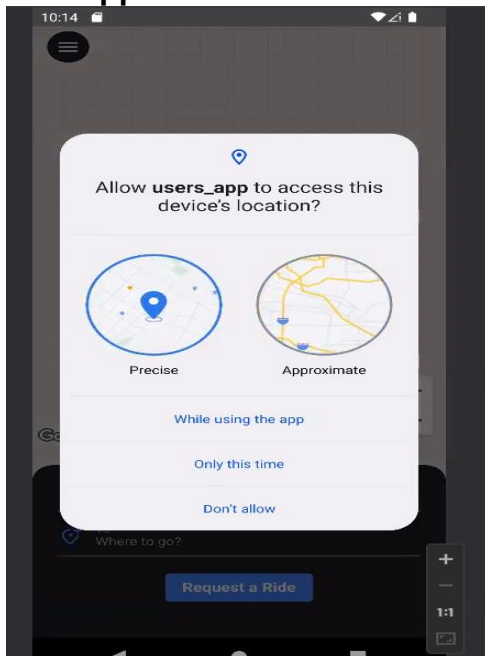 10:14
Allow users_app to access this
device's location?
Precise
Approximate
While using the app
Only this time
Don't allow
Where to go?
Request a Ride
1:1